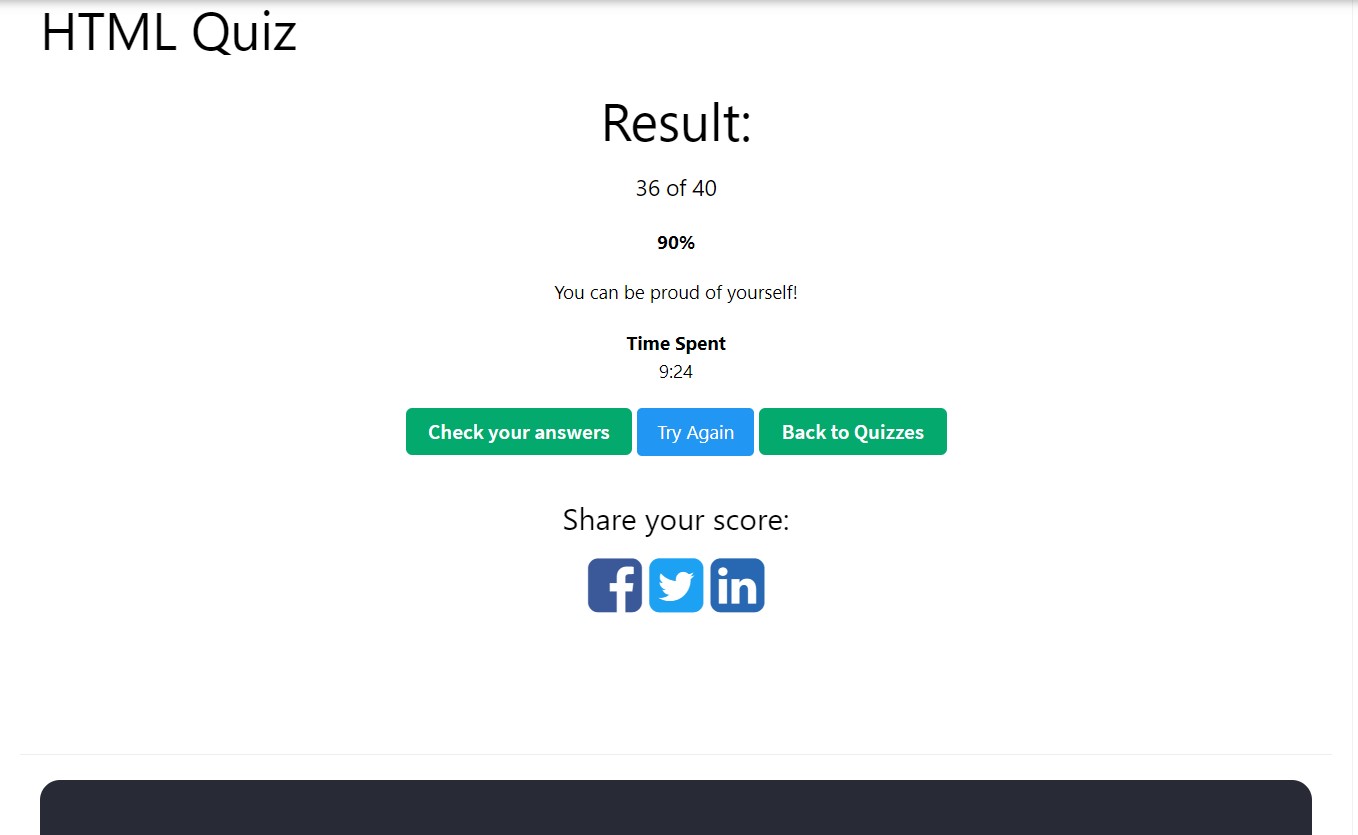 HTML Quiz
Result:
36 of 40
90%
You can be proud of yourself!
Time Spent
9:24
Check your answers Try Again Back to Quizzes
Share your score:
f in